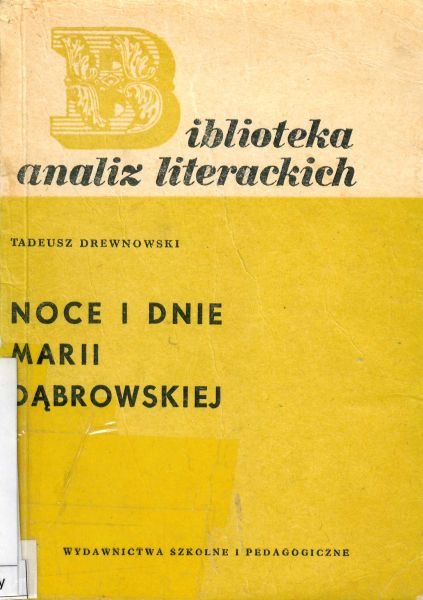 Biblioteka
analiz literackich
TADEUSZ DREWNOWSKI
NOCE I DNIE
MARII
DĄBROWSKIEJ
WYDAWNICTWA SZKOLNE I PEDAGOGICZNE
y